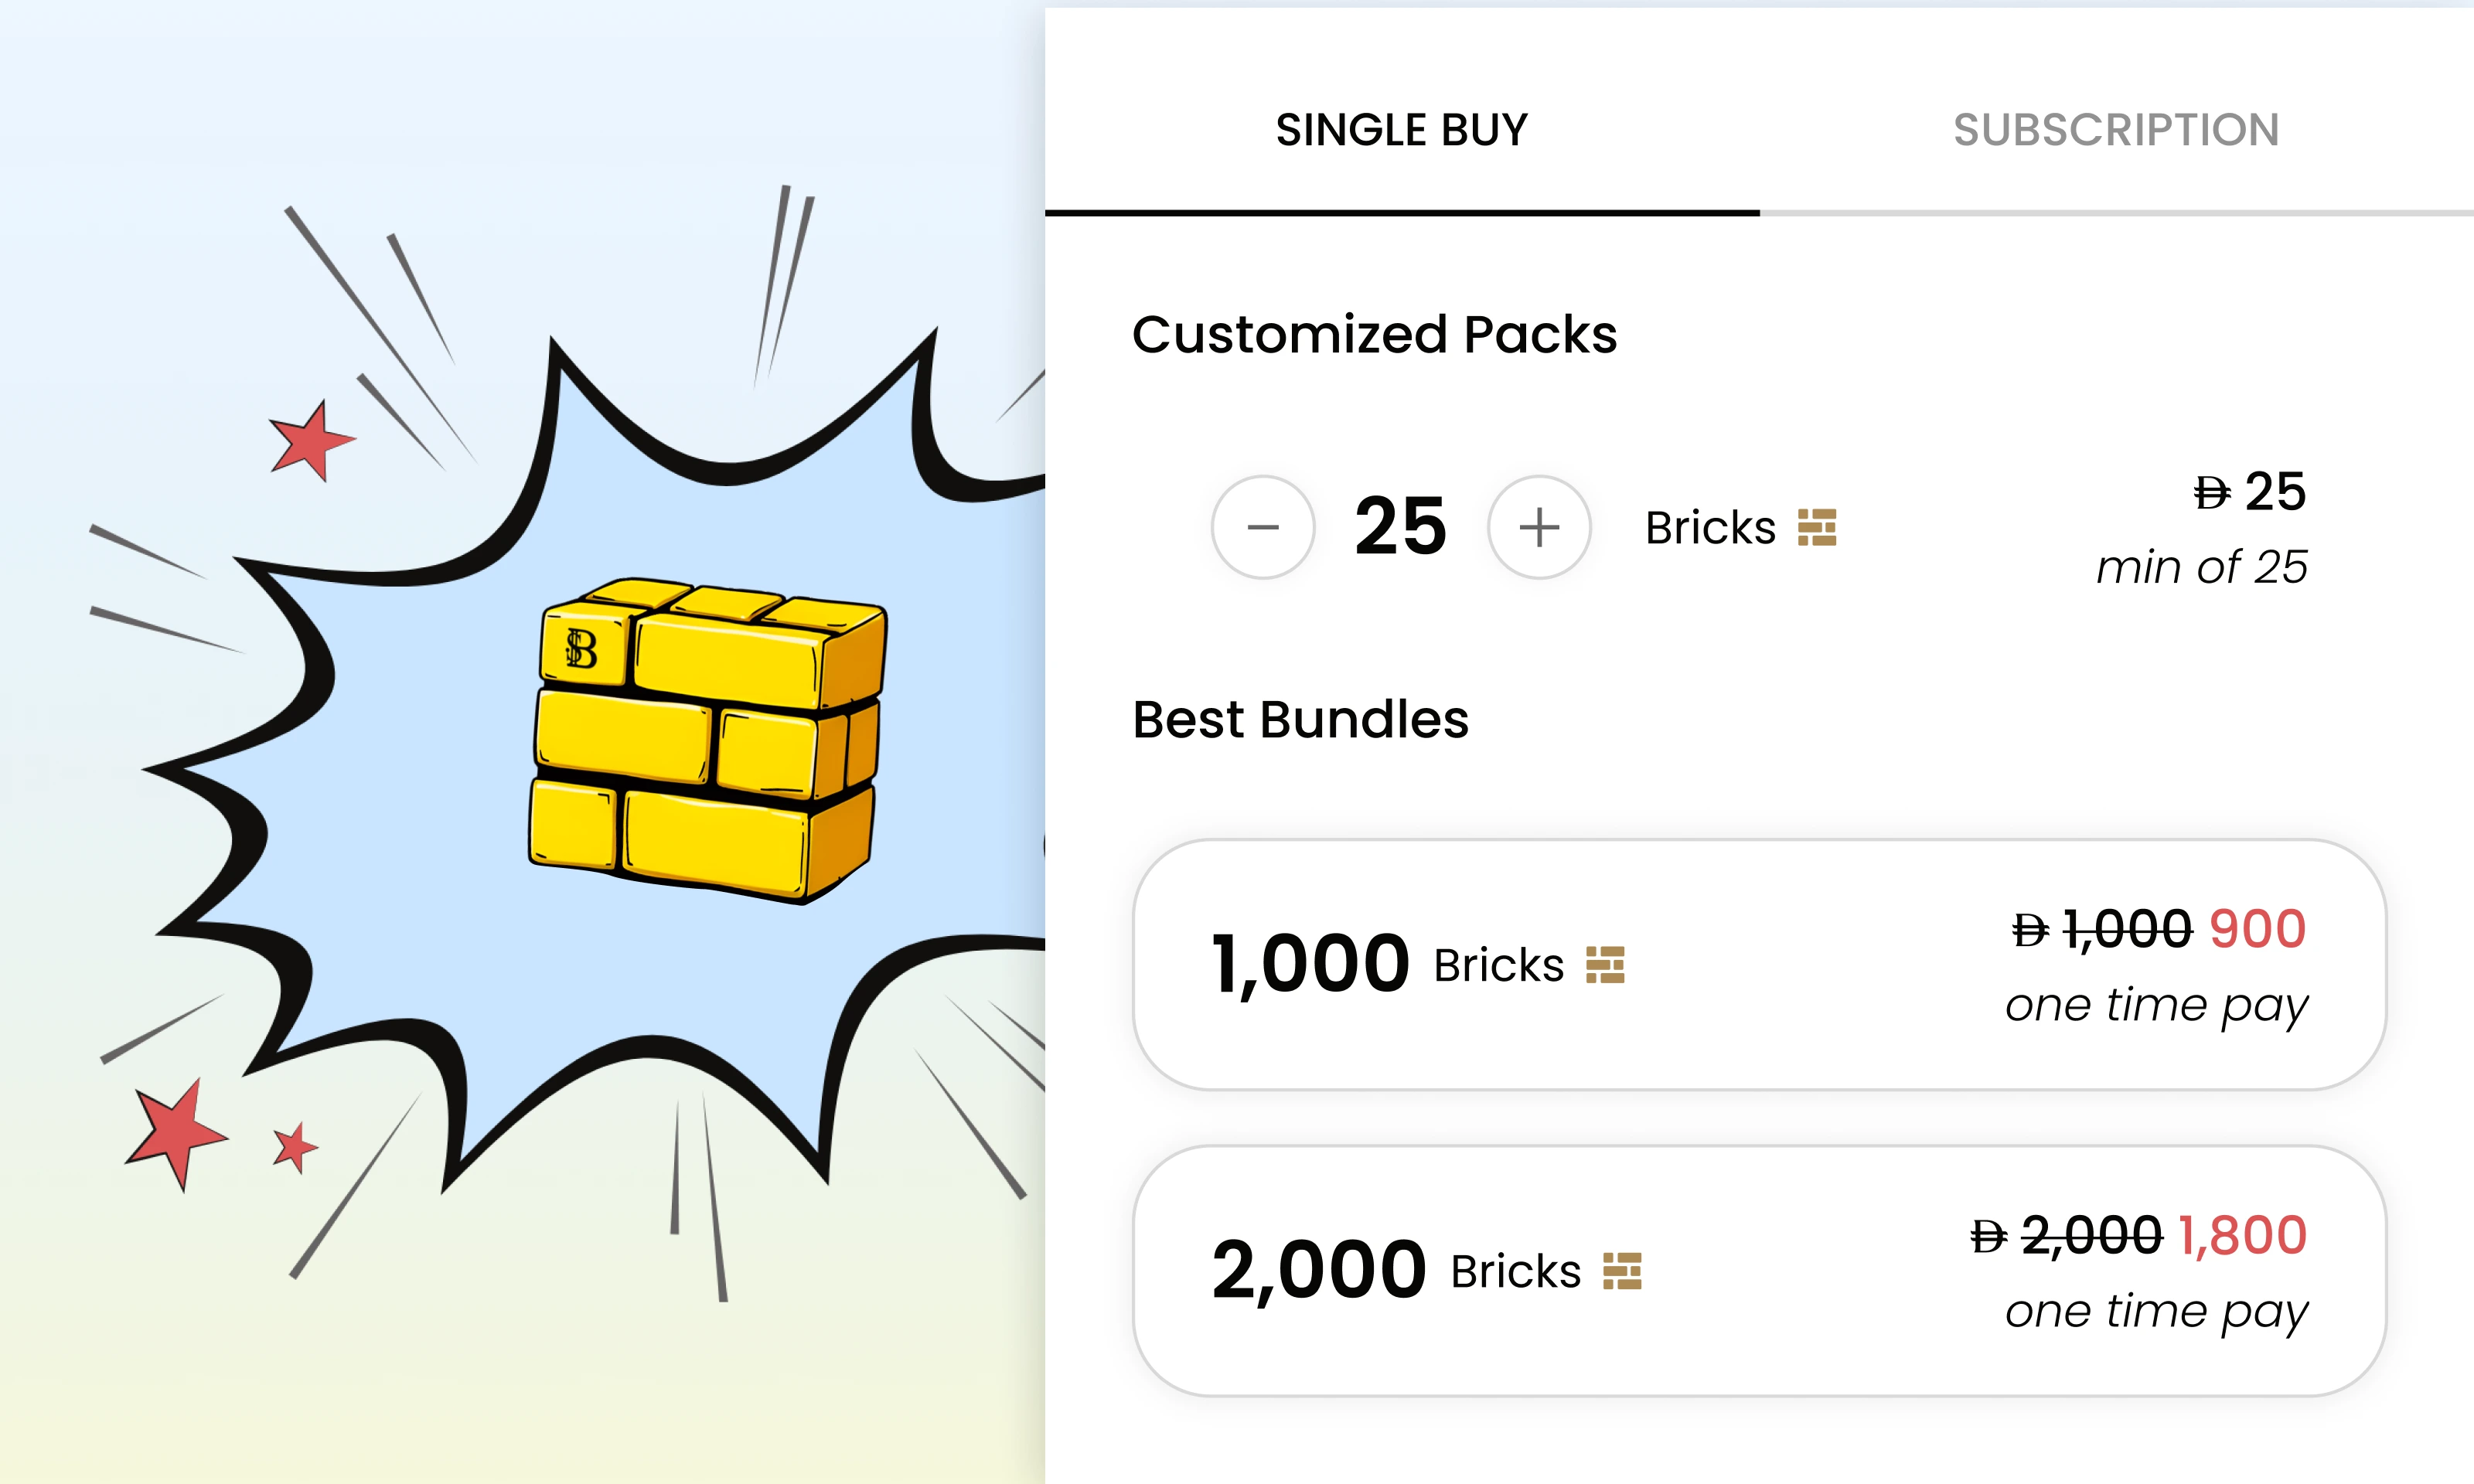 SINGLE BUY
SUBSCRIPTION
Customized Packs
25
Bricks
25
min of 25
Best Bundles
1,000 Bricks
1,000 900
one time pay
2,000 Bricks
2,000 1,800
one time pay